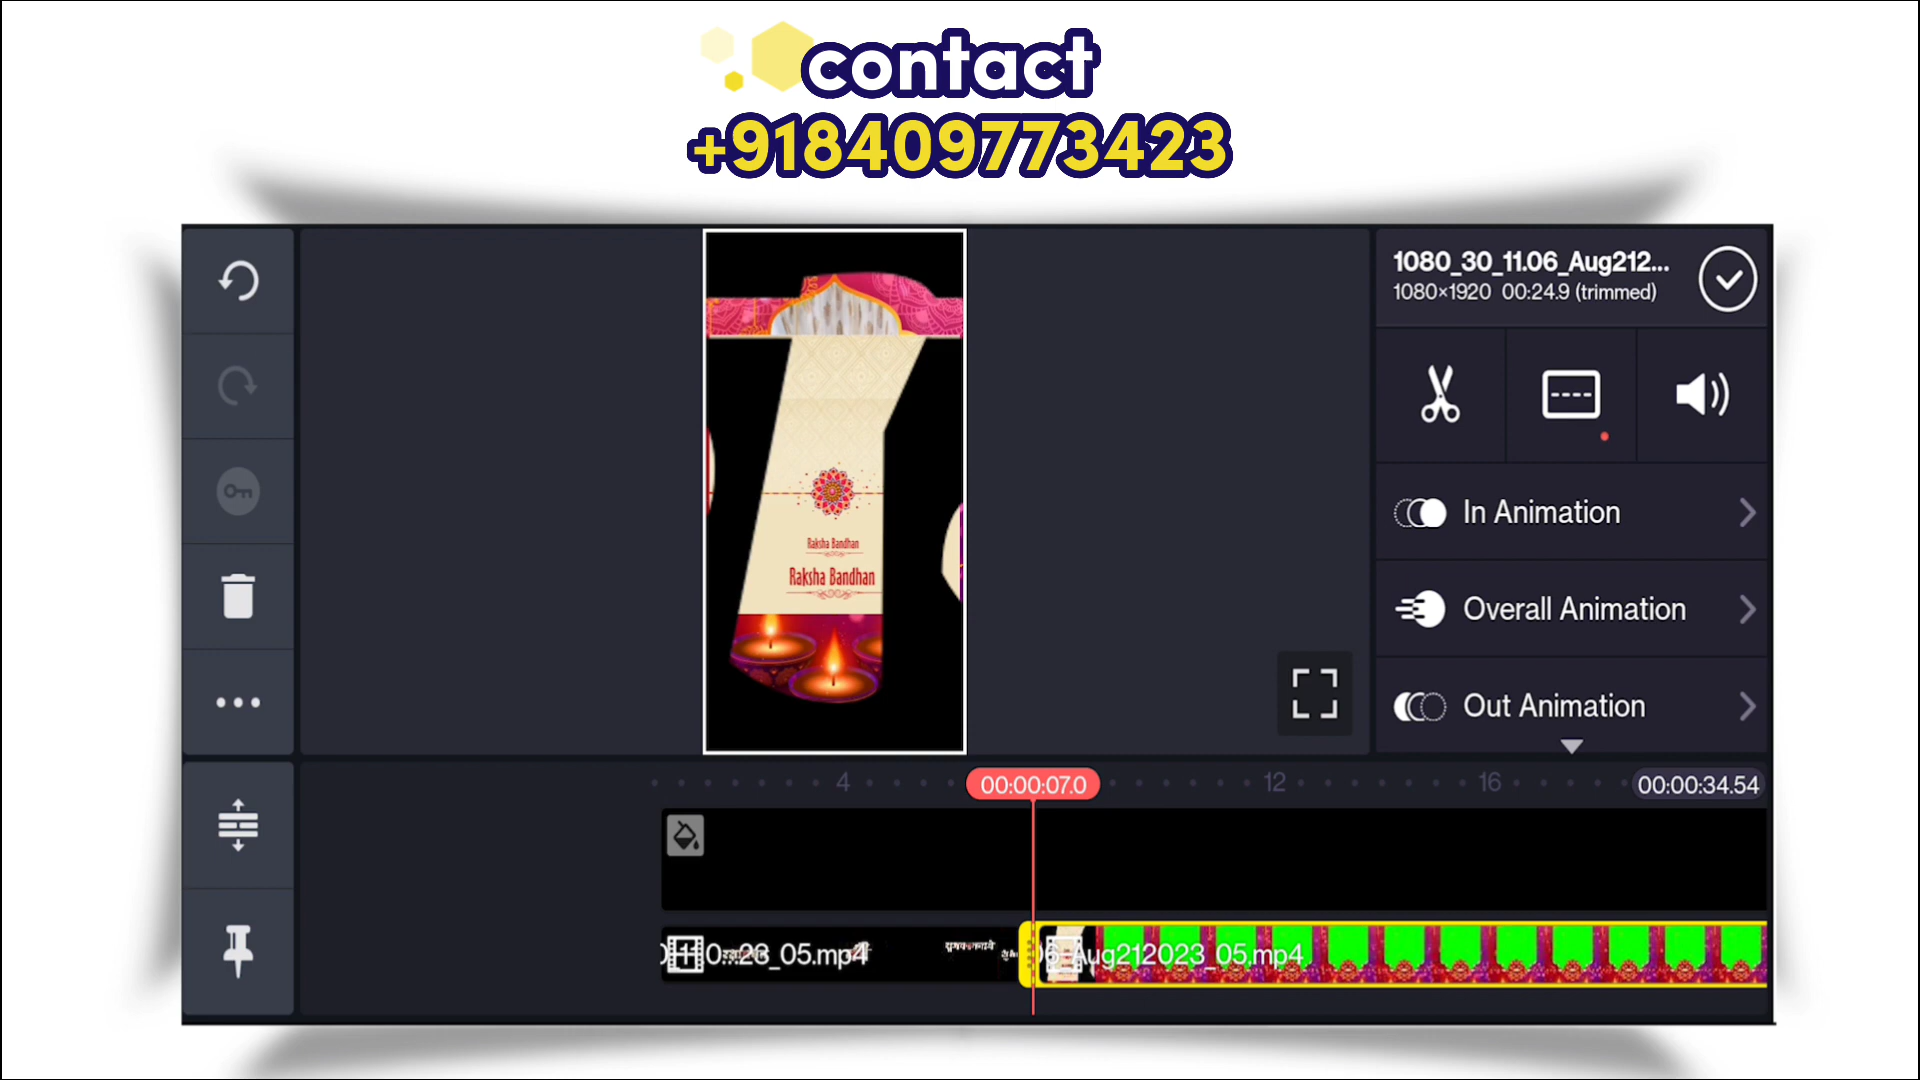 contact
+918409773423
1080_30_11.06_Aug212...
1080×1920 00:24.9 (trimmed)
In Animation
Overall Animation
Out Animation
Raksha Bandhan
Raksha Bandhan
4
00:00:07.0
12
16
00:00:34.54
23_05.mp4
Aug212023_05.mp4